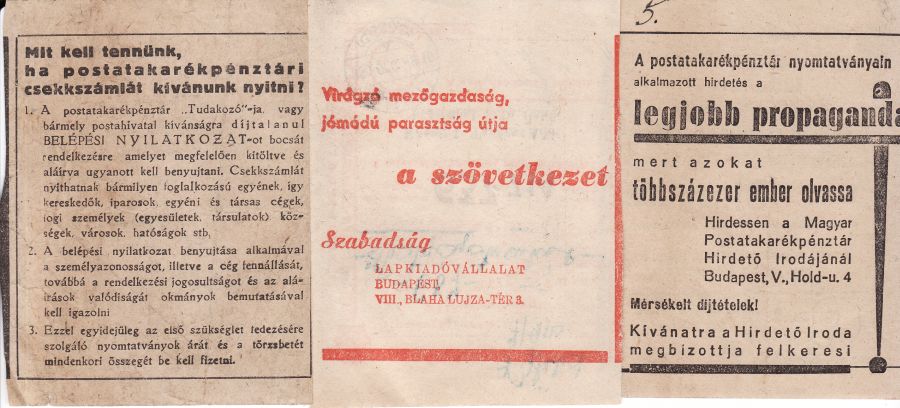 Mit kell tennünk,
ha postatakarékpénztári
csekkszámlát kívánunk nyitni?
1. A postatakarékpénztár „Tudakozó"-ja, vagy
bármely postahivatal kívánságra díjtalanul
BELÉPÉSI NYILATKOZAT-ot bocsát
rendelkezésre amelyet megfelelően kitöltve és
aláírva ugyanott kell benyujtani. Csekkszámlát
nyithatnak bármilyen foglalkozású egyének, így
kereskedők, iparosok, egyéni és társas cégek,
jogi személyek (egyesületek, társulatok) köz-
ségek, városok, hatóságok stb,
2. A belépési nyilatkozat benyujtása alkalmával
a személyazonosságot, illetve a cég fennállását,
továbbá a rendelkezési jogosultságot és az alá-
írások valódiságát okmányok bemutatásával
kell igazolni
3. Ezzel egyidejüleg az első szükséglet fedezésére
szolgáló nyomtatványok árát és a törzsbetét
mindenkori összegét be kell fizetni.
Virágzó mezőgazdaság,
jómódú parasztság útja
a szövetkezet
Szabadság
LAPKIADÓVÁLLALAT
BUDAPEST,
VIII., BLAHA LUJZA-TÉR 3.
5.
A postatakarékpénztár nyomtatványain
alkalmazott hirdetés a
legjobb propaganda
mert azokat
többszázezer ember olvassa
Hirdessen a Magyar
Postatakarékpénztár
Hirdető Irodájánál
Budapest, V., Hold-u. 4
Mérsékelt díjtételek!
Kívánatra a Hirdető Iroda
megbízottja felkeresi